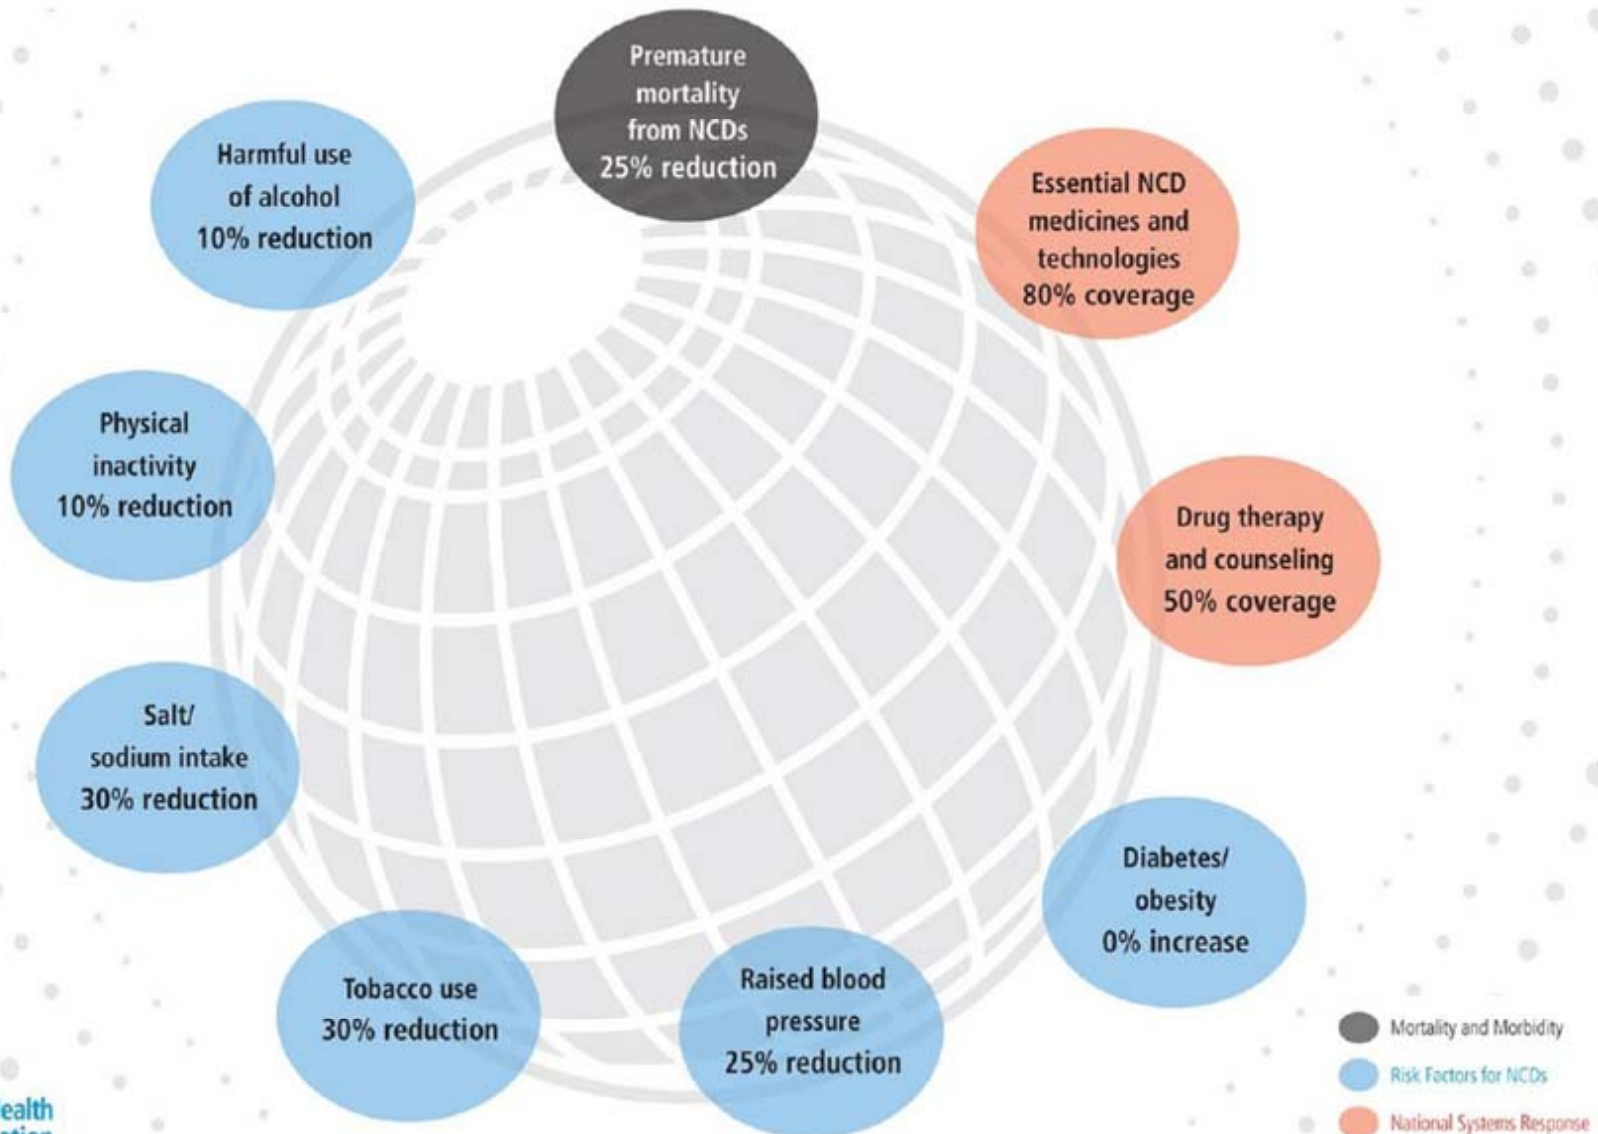 Premature
mortality
from NCDs
25% reduction
Harmful use
of alcohol
10% reduction
Essential NCD
medicines and
technologies
80% coverage
Physical
inactivity
10% reduction
Drug therapy
and counseling
50% coverage
Salt/
sodium intake
30% reduction
Diabetes/
obesity
0% increase
Tobacco use
30% reduction
Raised blood
pressure
25% reduction
Mortality and Morbidity
Risk Factors for NCDs
National Systems Response